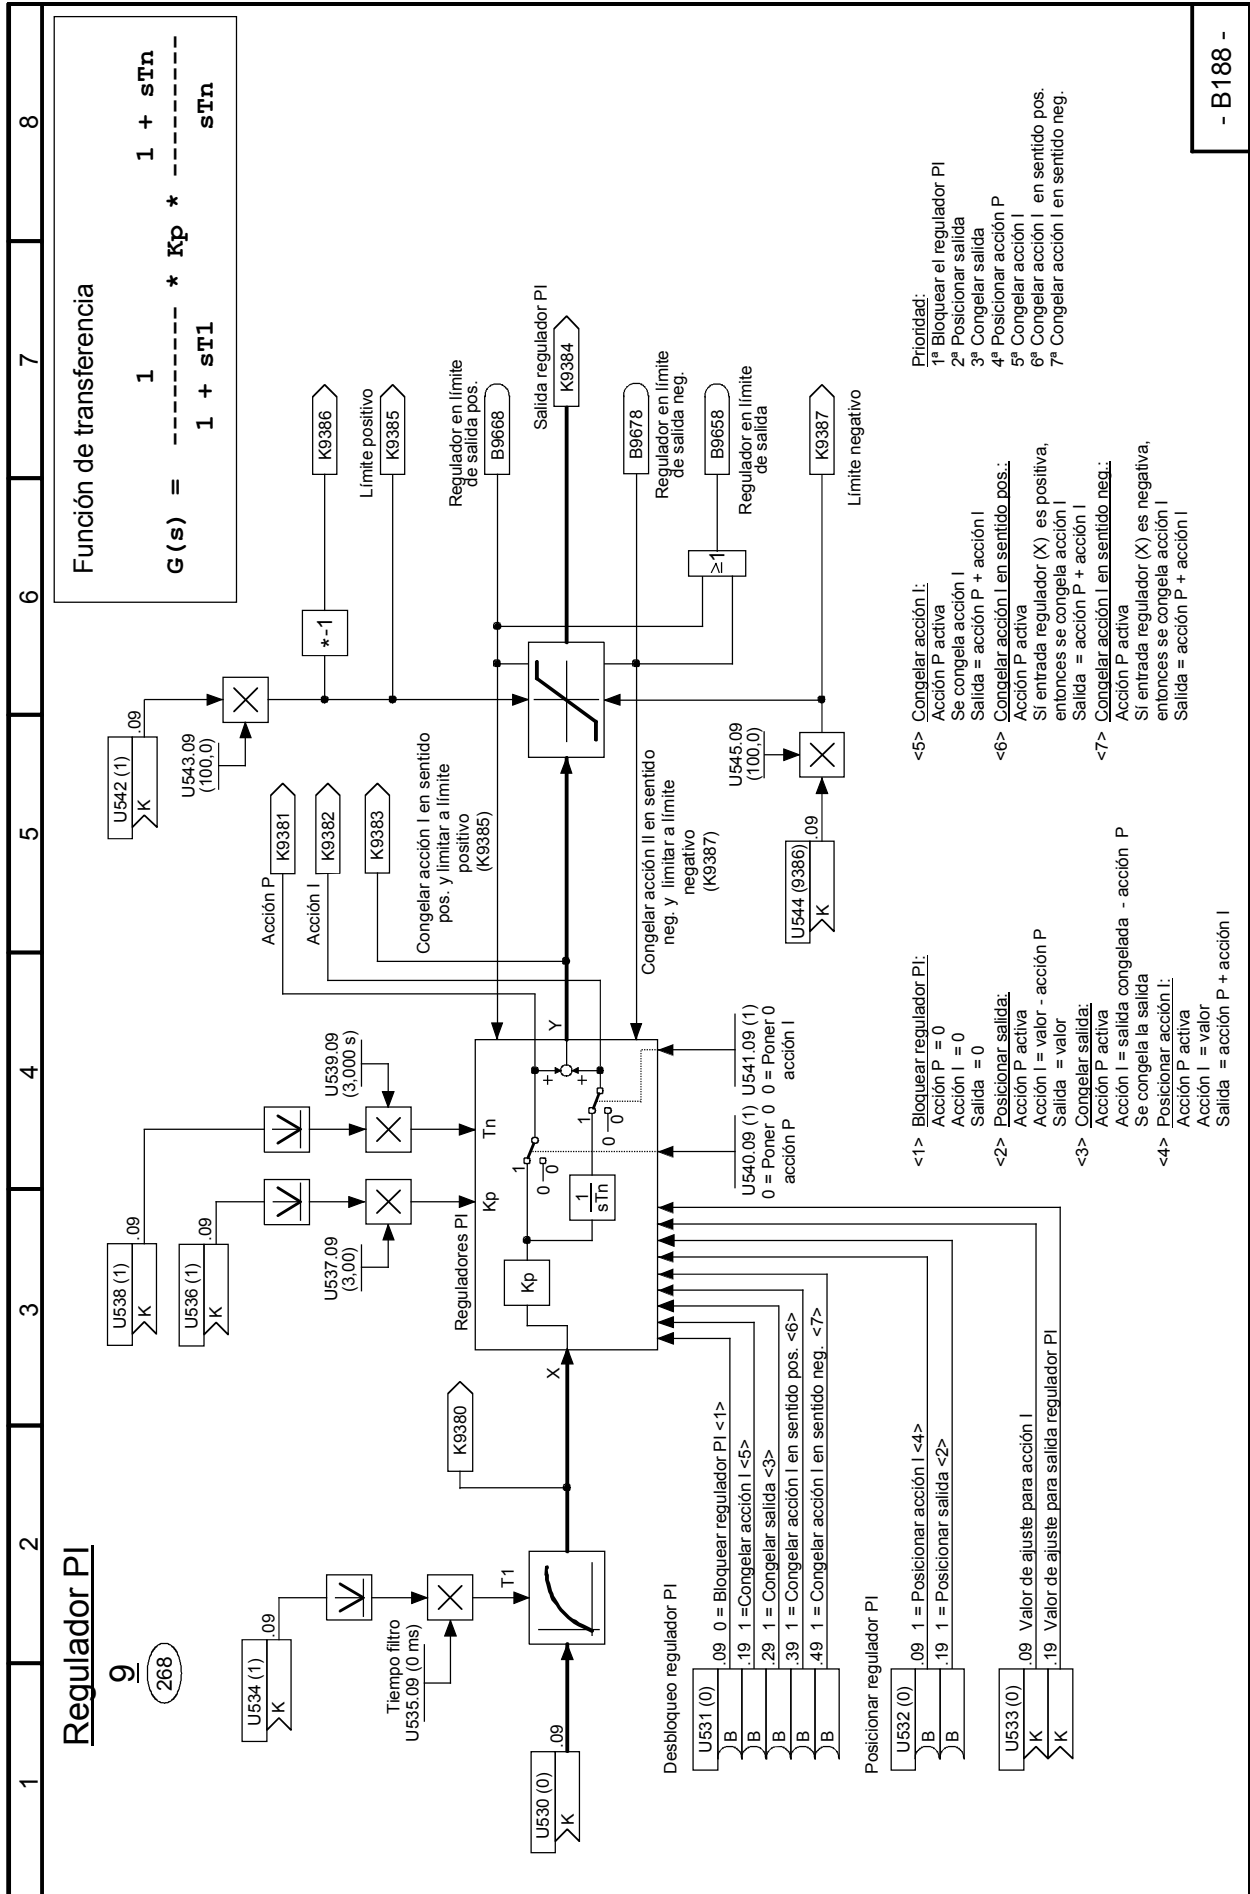 1 2 3 4 5 6 7 8
Regulador PI
9
268
Función de transferencia
1 1 + sTn
G(s) = --------- * Kp * ---------
1 + sT1 sTn
U530 (0)
K
.09
U534 (1)
K
.09
Tiempo filtro
U535.09 (0 ms)
T1
K9380
X
U538 (1)
K
.09
U536 (1)
K
.09
U537.09
(3,00)
U539.09
(3,000 s)
Reguladores PI
Kp
Tn
Kp
1
sTn
1
0
0
1
0
0
+
+
Y
U540.09 (1)
0 = Poner 0
acción P
U541.09 (1)
0 = Poner 0
acción I
Acción P
K9381
Acción I
K9382
K9383
Congelar acción I en sentido
pos. y limitar a límite
positivo
(K9385)
Congelar acción II en sentido
neg. y limitar a límite
negativo
(K9387)
U542 (1)
K
.09
U543.09
(100,0)
*-1
K9386
Límite positivo
K9385
Regulador en límite
de salida pos.
B9668
Salida regulador PI
K9384
B9678
Regulador en límite
de salida neg.
≥1
B9658
Regulador en límite
de salida
K9387
Límite negativo
U545.09
(100,0)
U544 (9386)
K
.09
Desbloqueo regulador PI
U531 (0)
B .09 0 = Bloquear regulador PI <1>
B .19 1 =Congelar acción I <5>
B .29 1 = Congelar salida <3>
B .39 1 = Congelar acción I en sentido pos. <6>
B .49 1 = Congelar acción I en sentido neg. <7>
Posicionar regulador PI
U532 (0)
B .09 1 = Posicionar acción I <4>
B .19 1 = Posicionar salida <2>
U533 (0)
K .09 Valor de ajuste para acción I
K .19 Valor de ajuste para salida regulador PI
<1> Bloquear regulador PI:
Acción P = 0
Acción I = 0
Salida = 0
<2> Posicionar salida:
Acción P activa
Acción I = valor - acción P
Salida = valor
<3> Congelar salida:
Acción P activa
Acción I = salida congelada - acción P
Se congela la salida
<4> Posicionar acción I:
Acción P activa
Acción I = valor
Salida = acción P + acción I
<5> Congelar acción I:
Acción P activa
Se congela acción I
Salida = acción P + acción I
<6> Congelar acción I en sentido pos.:
Acción P activa
Sí entrada regulador (X) es positiva,
entonces se congela acción I
Salida = acción P + acción I
<7> Congelar acción I en sentido neg.:
Acción P activa
Sí entrada regulador (X) es negativa,
entonces se congela acción I
Salida = acción P + acción I
Prioridad:
1ª Bloquear el regulador PI
2ª Posicionar salida
3ª Congelar salida
4ª Posicionar acción P
5ª Congelar acción I
6ª Congelar acción I en sentido pos.
7ª Congelar acción I en sentido neg.
- B188 -